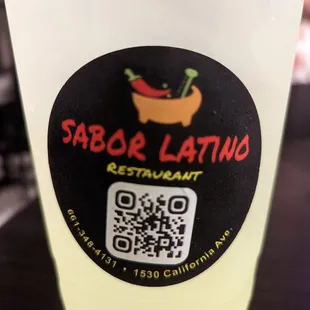 SABOR LATINO
RESTAURANT
661-348-4131 • 1530 California Ave.